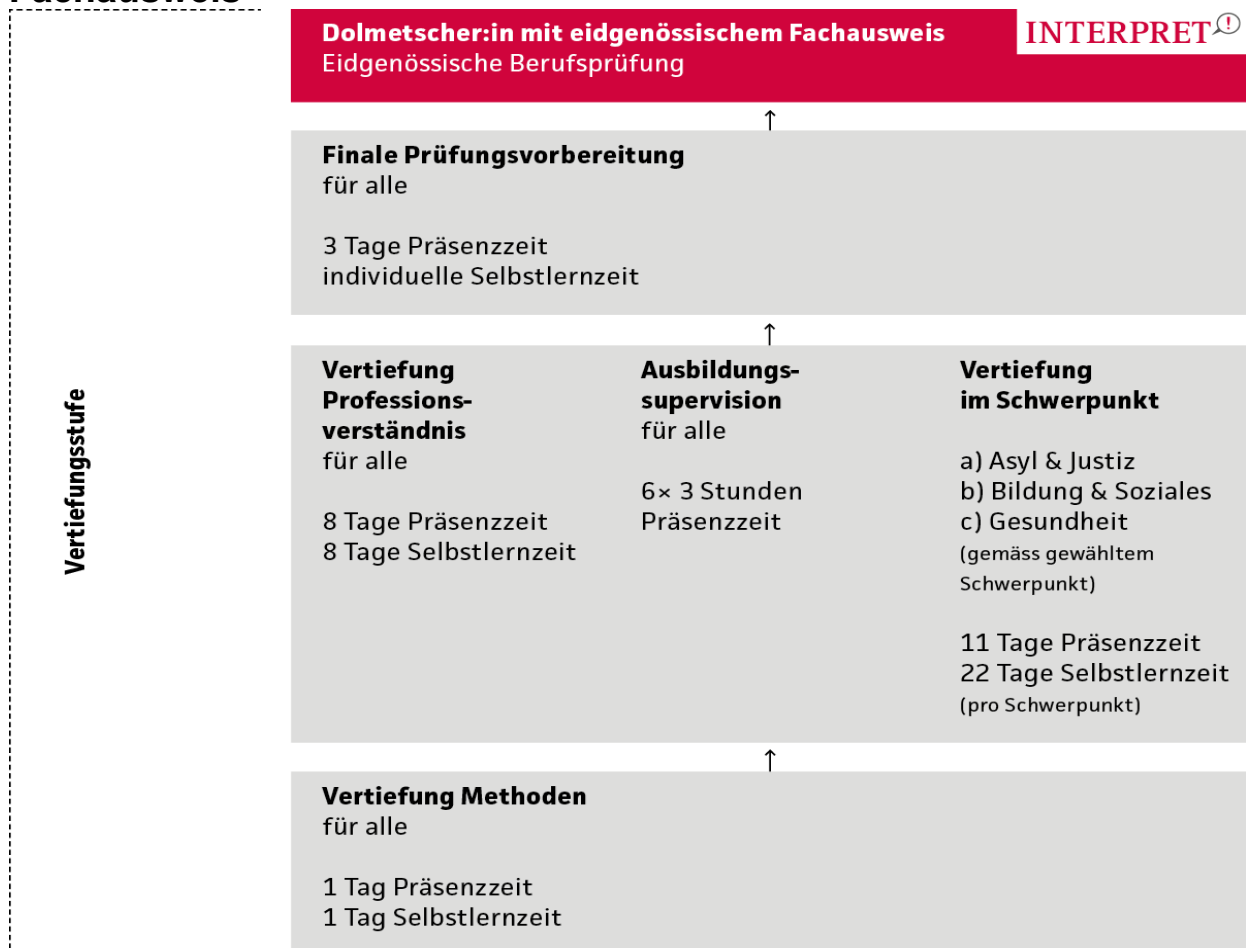 Fachausweis
Dolmetscher:in mit eidgenössischem Fachausweis
Eidgenössische Berufsprüfung
INTERPRET
↑
Finale Prüfungsvorbereitung
für alle
3 Tage Präsenzzeit
individuelle Selbstlernzeit
↑
Vertiefungsstufe
Vertiefung
Professions-
verständnis
für alle
8 Tage Präsenzzeit
8 Tage Selbstlernzeit
Ausbildungs-
supervision
für alle
6× 3 Stunden
Präsenzzeit
Vertiefung
im Schwerpunkt
a) Asyl & Justiz
b) Bildung & Soziales
c) Gesundheit
(gemäss gewähltem
Schwerpunkt)
11 Tage Präsenzzeit
22 Tage Selbstlernzeit
(pro Schwerpunkt)
↑
Vertiefung Methoden
für alle
1 Tag Präsenzzeit
1 Tag Selbstlernzeit